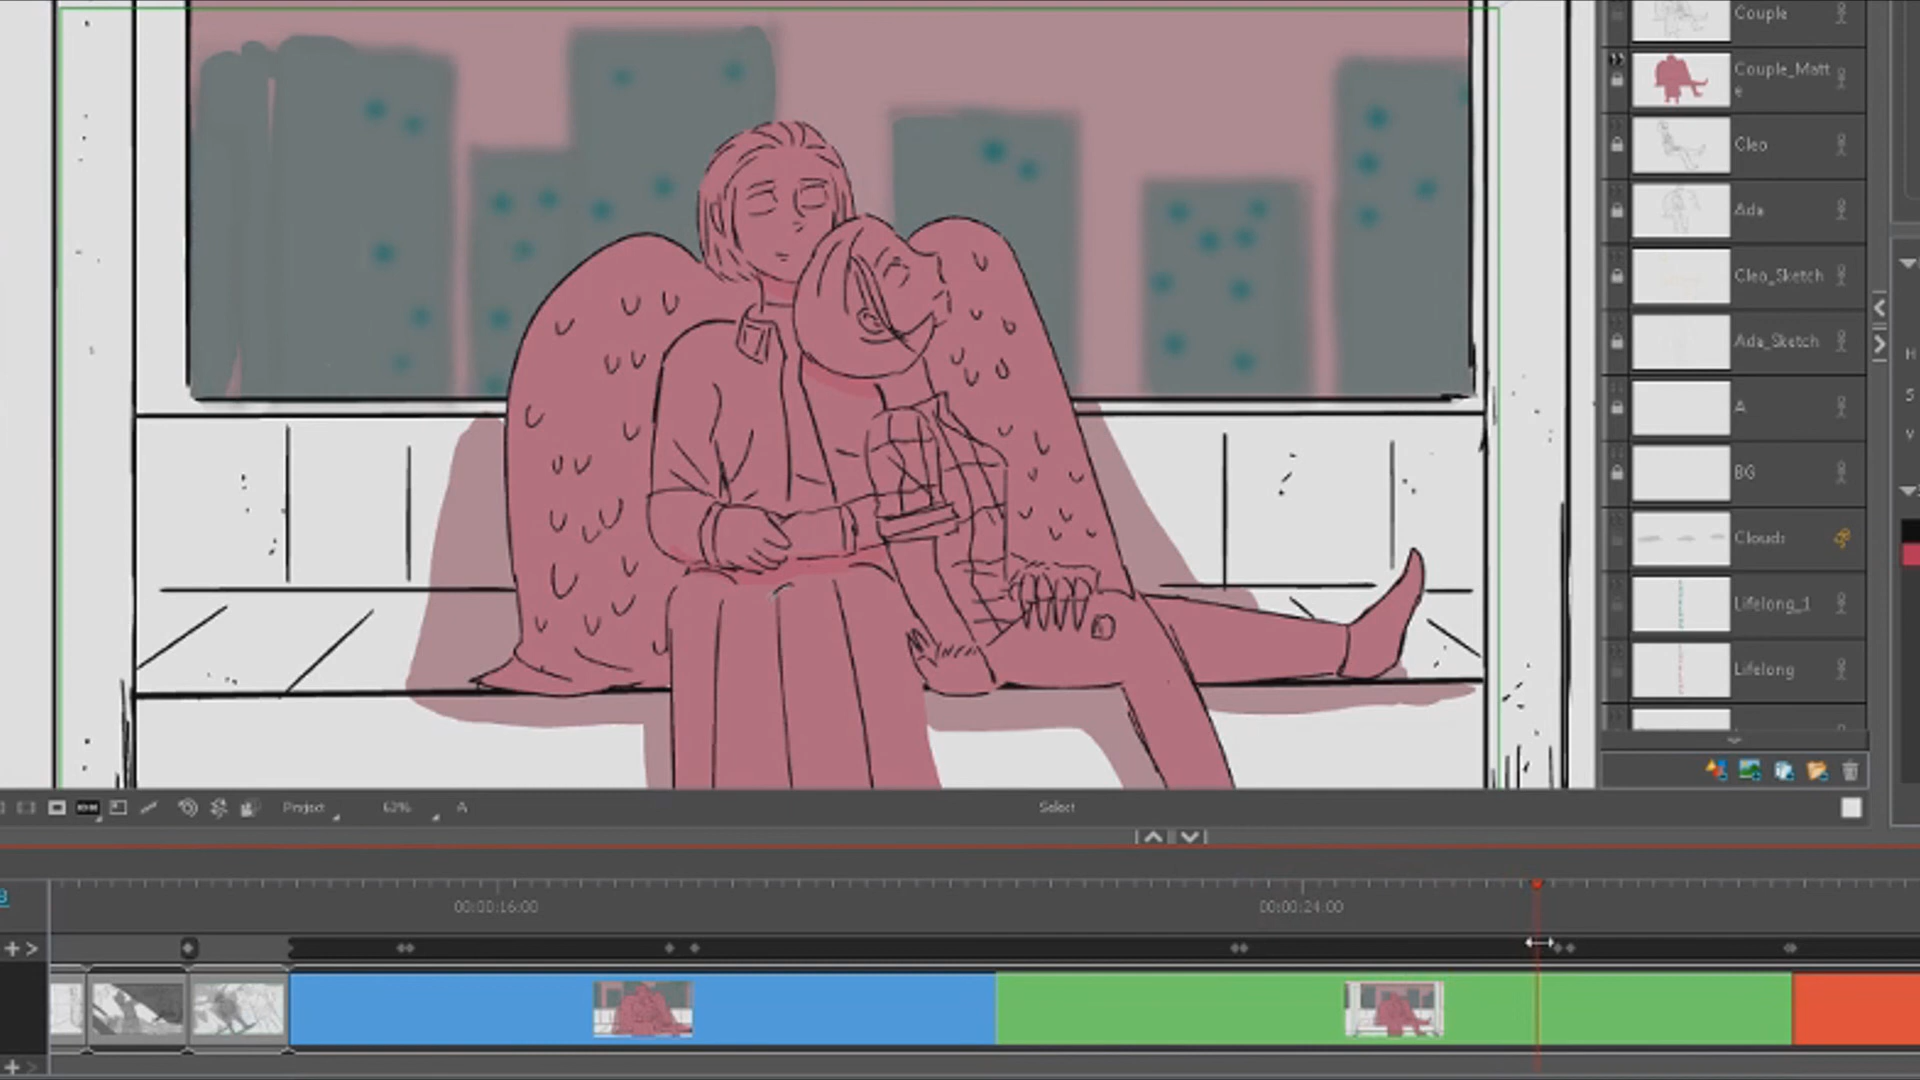 Couple
Couple_Matt
e
Cleo
Ada
Cleo_Sketch
Ada_Sketch
A
BG
Clouds
Lifelong_1
Lifelong
H
S
V
Project
A
Select
00:00:16:00
00:00:24:00